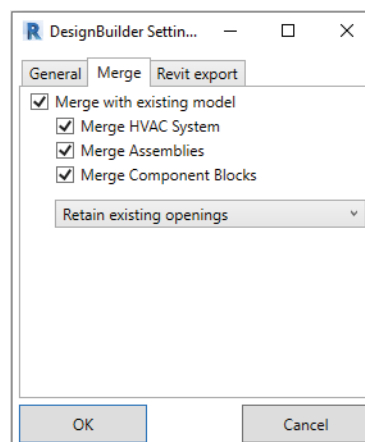 DesignBuilder Settin...
General Merge Revit export
Merge with existing model
Merge HVAC System
Merge Assemblies
Merge Component Blocks
Retain existing openings
OK Cancel